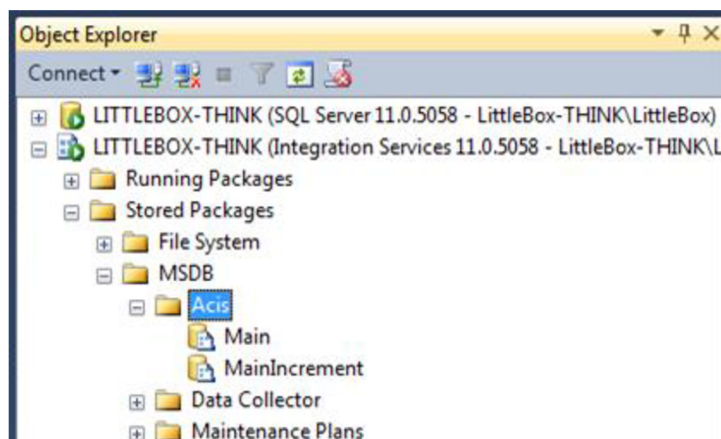 Object Explorer
Connect
LITTLEBOX-THINK (SQL Server 11.0.5058 - LittleBox-THINK\LittleBox)
LITTLEBOX-THINK (Integration Services 11.0.5058 - LittleBox-THINK\L
Running Packages
Stored Packages
File System
MSDB
Acis
Main
MainIncrement
Data Collector
Maintenance Plans